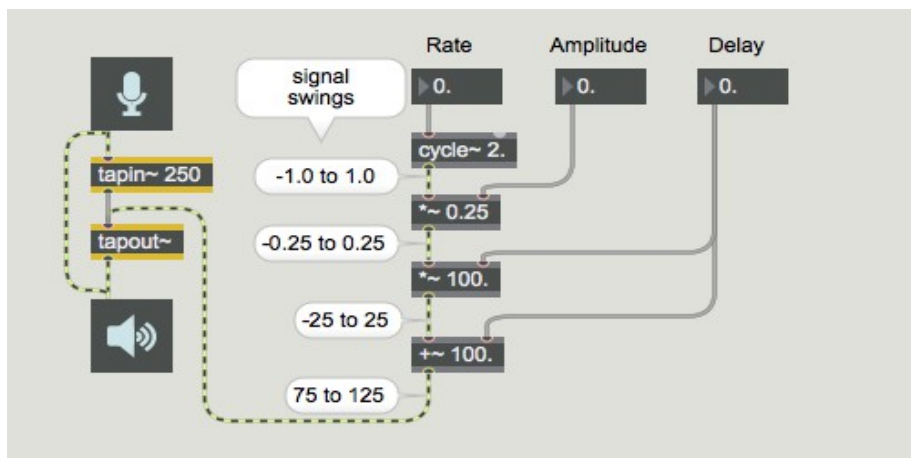 Rate Amplitude Delay
signal
swings
0. 0. 0.
cycle~ 2.
tapin~ 250
-1.0 to 1.0
*~ 0.25
tapout~
-0.25 to 0.25
*~ 100.
-25 to 25
+~ 100.
75 to 125